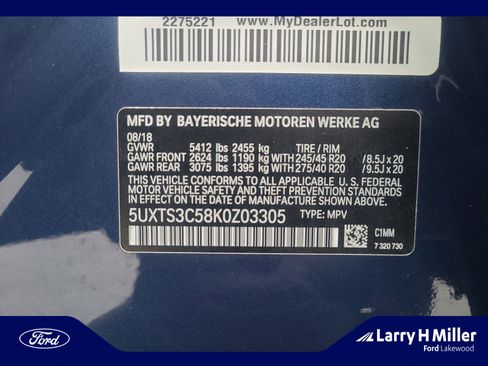 2275221 www.MyDealerLot.com
MFD BY BAYERISCHE MOTOREN WERKE AG
08/18
GVWR 5412 lbs 2455 kg TIRE / RIM
GAWR FRONT 2624 lbs 1190 kg 245/45 R20 / 8.5J x 20
GAWR REAR 3075 lbs 1395 kg 275/40 R20 / 9.5J x 20
THIS VEHICLE CONFORMS TO ALL APPLICABLE U. S. FEDERAL
MOTOR VEHICLE SAFETY, BUMPER, AND THEFT PREVENTION
STANDARDS IN EFFECT ON THE DATE OF MANUFACTURE SHOWN ABOVE.
5UXTS3C58K0Z03305 TYPE: MPV
C1MM
7 320 730
Ford
Larry H Miller
Ford Lakewood